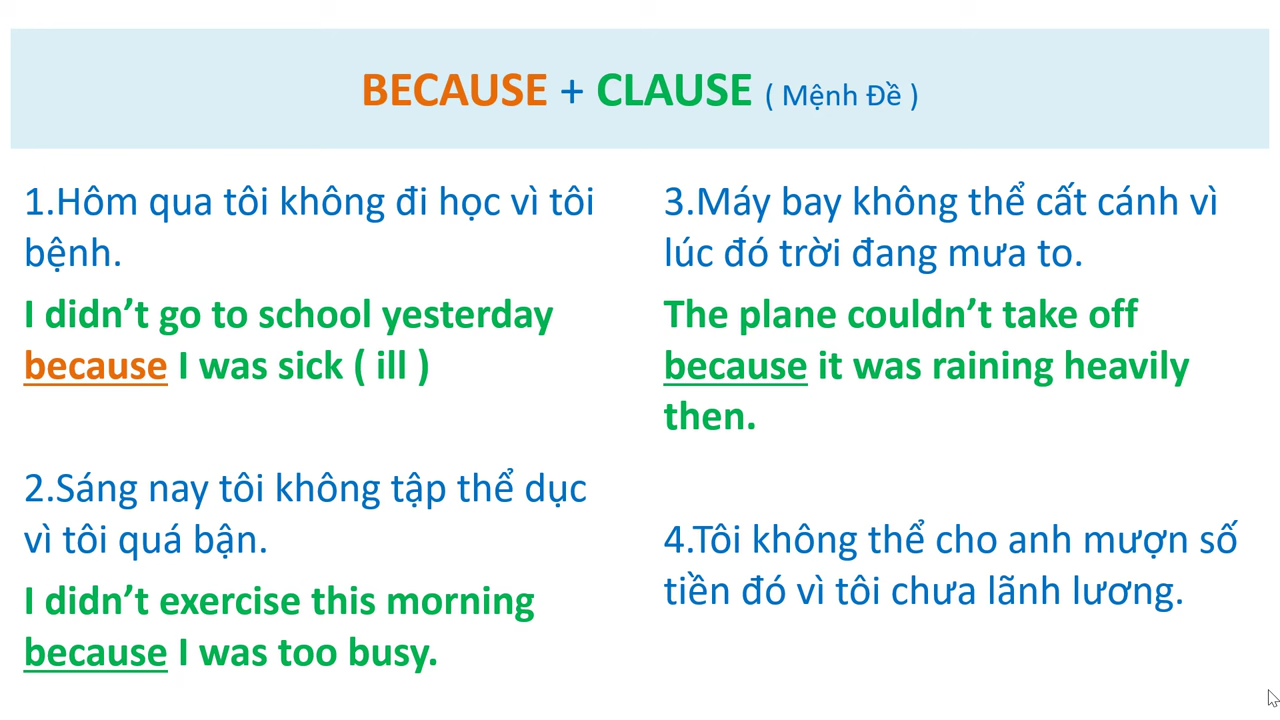 BECAUSE + CLAUSE ( Mệnh Đề )
1.Hôm qua tôi không đi học vì tôi
bệnh.
I didn’t go to school yesterday
because I was sick ( ill )
2.Sáng nay tôi không tập thể dục
vì tôi quá bận.
I didn’t exercise this morning
because I was too busy.
3.Máy bay không thể cất cánh vì
lúc đó trời đang mưa to.
The plane couldn’t take off
because it was raining heavily
then.
4.Tôi không thể cho anh mượn số
tiền đó vì tôi chưa lãnh lương.